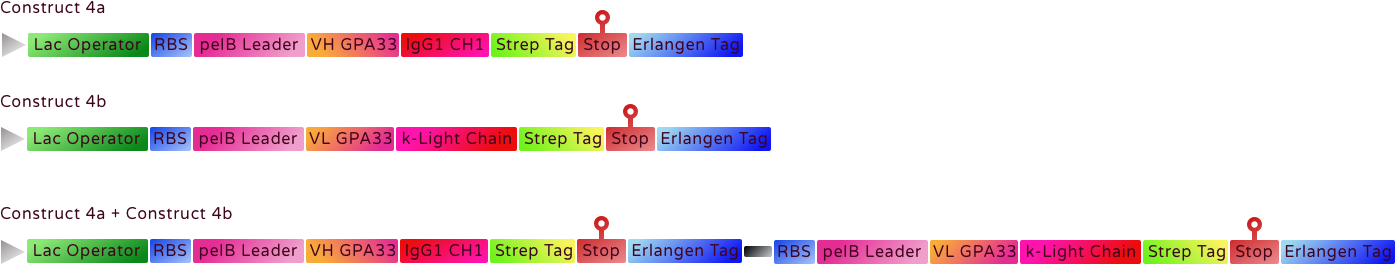 Construct 4a
Lac Operator RBS pelB Leader VH GPA33 IgG1 CH1 Strep Tag Stop Erlangen Tag
Construct 4b
Lac Operator RBS pelB Leader VL GPA33 k-Light Chain Strep Tag Stop Erlangen Tag
Construct 4a + Construct 4b
Lac Operator RBS pelB Leader VH GPA33 IgG1 CH1 Strep Tag Stop Erlangen Tag RBS pelB Leader VL GPA33 k-Light Chain Strep Tag Stop Erlangen Tag